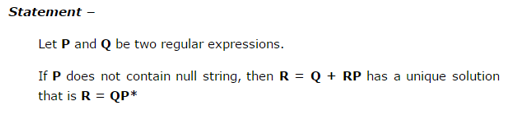 Statement –
Let P and Q be two regular expressions.
If P does not contain null string, then R = Q + RP has a unique solution
that is R = QP*